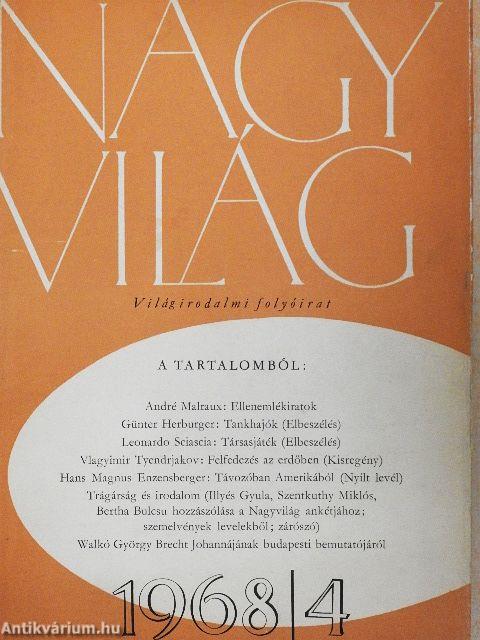 NAGY
VILÁG
Világirodalmi folyóirat
A TARTALOMBÓL:
André Malraux: Ellenemlékiratok
Günter Herburger: Tankhajók (Elbeszélés)
Leonardo Sciascia: Társasjáték (Elbeszélés)
Vlagyimir Tyendrjakov: Felfedezés az erdőben (Kisregény)
Hans Magnus Enzensberger: Távozóban Amerikából (Nyílt levél)
Trágárság és irodalom (Illyés Gyula, Szentkuthy Miklós,
Bertha Bulcsu hozzászólása a Nagyvilág ankétjához;
szemelvények levelekből; zárószó)
Walkó György Brecht Johannájának budapesti bemutatójáról
1968|4
Antikvárium.hu